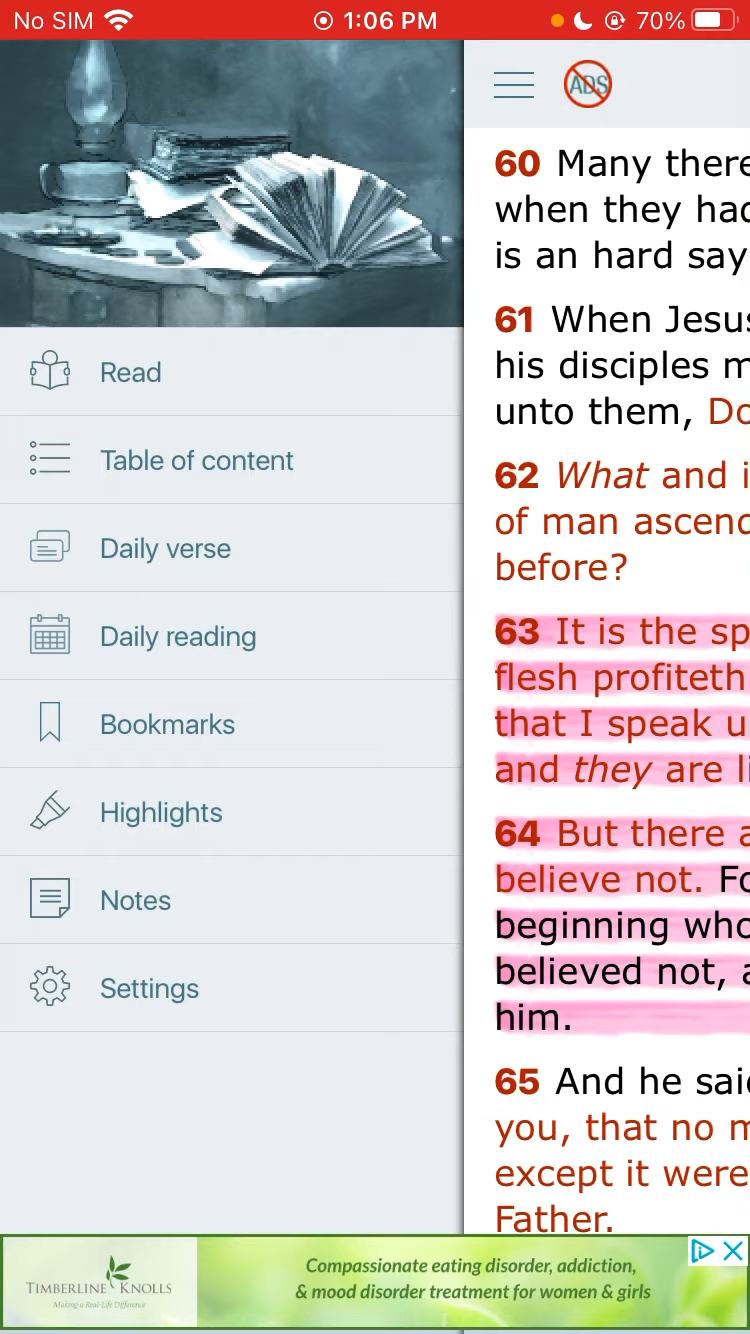 No SIM 1:06 PM 70%
ADS
Read
Table of content
Daily verse
Daily reading
Bookmarks
Highlights
Notes
Settings
60 Many there
when they had
is an hard say
61 When Jesus
his disciples m
unto them, Do
62 What and i
of man ascend
before?
63 It is the sp
flesh profiteth
that I speak u
and they are li
64 But there a
believe not. Fo
beginning who
believed not, a
him.
65 And he said
you, that no m
except it were
Father.
TIMBERLINE KNOLLS
Making a Real-Life Difference
Compassionate eating disorder, addiction,
& mood disorder treatment for women & girls